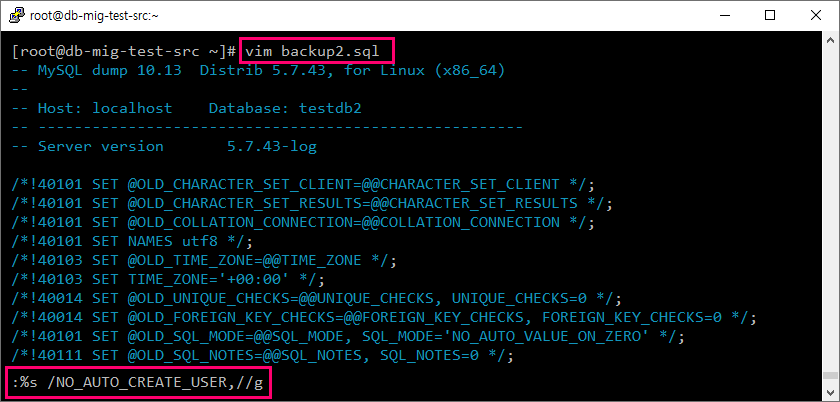 root@db-mig-test-src:~
[root@db-mig-test-src ~]# vim backup2.sql
-- MySQL dump 10.13  Distrib 5.7.43, for Linux (x86_64)
--
-- Host: localhost    Database: testdb2
-- ------------------------------------------------------
-- Server version       5.7.43-log
/*!40101 SET @OLD_CHARACTER_SET_CLIENT=@@CHARACTER_SET_CLIENT */;
/*!40101 SET @OLD_CHARACTER_SET_RESULTS=@@CHARACTER_SET_RESULTS */;
/*!40101 SET @OLD_COLLATION_CONNECTION=@@COLLATION_CONNECTION */;
/*!40101 SET NAMES utf8 */;
/*!40103 SET @OLD_TIME_ZONE=@@TIME_ZONE */;
/*!40103 SET TIME_ZONE='+00:00' */;
/*!40014 SET @OLD_UNIQUE_CHECKS=@@UNIQUE_CHECKS, UNIQUE_CHECKS=0 */;
/*!40014 SET @OLD_FOREIGN_KEY_CHECKS=@@FOREIGN_KEY_CHECKS, FOREIGN_KEY_CHECKS=0 */;
/*!40101 SET @OLD_SQL_MODE=@@SQL_MODE, SQL_MODE='NO_AUTO_VALUE_ON_ZERO' */;
/*!40111 SET @OLD_SQL_NOTES=@@SQL_NOTES, SQL_NOTES=0 */;
:%s /NO_AUTO_CREATE_USER,//g